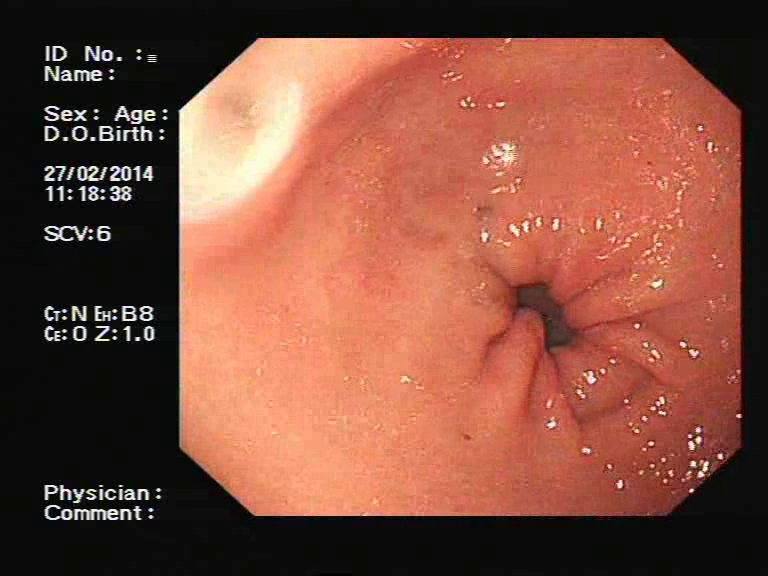 ID No. :
Name :
Sex : Age :
D.O.Birth :
27/02/2014
11:18:38
SCV:6
CT:N EH:B8
CE:0 Z:1.0
Physician :
Comment :